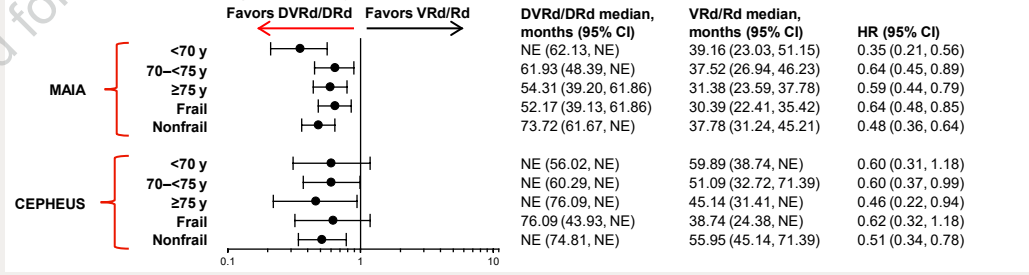 Favors DVRd/DRd Favors VRd/Rd DVRd/DRd median, months (95% CI) VRd/Rd median, months (95% CI) HR (95% CI)
MAIA
<70 y NE (62.13, NE) 39.16 (23.03, 51.15) 0.35 (0.21, 0.56)
70–<75 y 61.93 (48.39, NE) 37.52 (26.94, 46.23) 0.64 (0.45, 0.89)
≥75 y 54.31 (39.20, 61.86) 31.38 (23.59, 37.78) 0.59 (0.44, 0.79)
Frail 52.17 (39.13, 61.86) 30.39 (22.41, 35.42) 0.64 (0.48, 0.85)
Nonfrail 73.72 (61.67, NE) 37.78 (31.24, 45.21) 0.48 (0.36, 0.64)
CEPHEUS
<70 y NE (56.02, NE) 59.89 (38.74, NE) 0.60 (0.31, 1.18)
70–<75 y NE (60.29, NE) 51.09 (32.72, 71.39) 0.60 (0.37, 0.99)
≥75 y NE (76.09, NE) 45.14 (31.41, NE) 0.46 (0.22, 0.94)
Frail 76.09 (43.93, NE) 38.74 (24.38, NE) 0.62 (0.32, 1.18)
Nonfrail NE (74.81, NE) 55.95 (45.14, 71.39) 0.51 (0.34, 0.78)
0.1 1 10